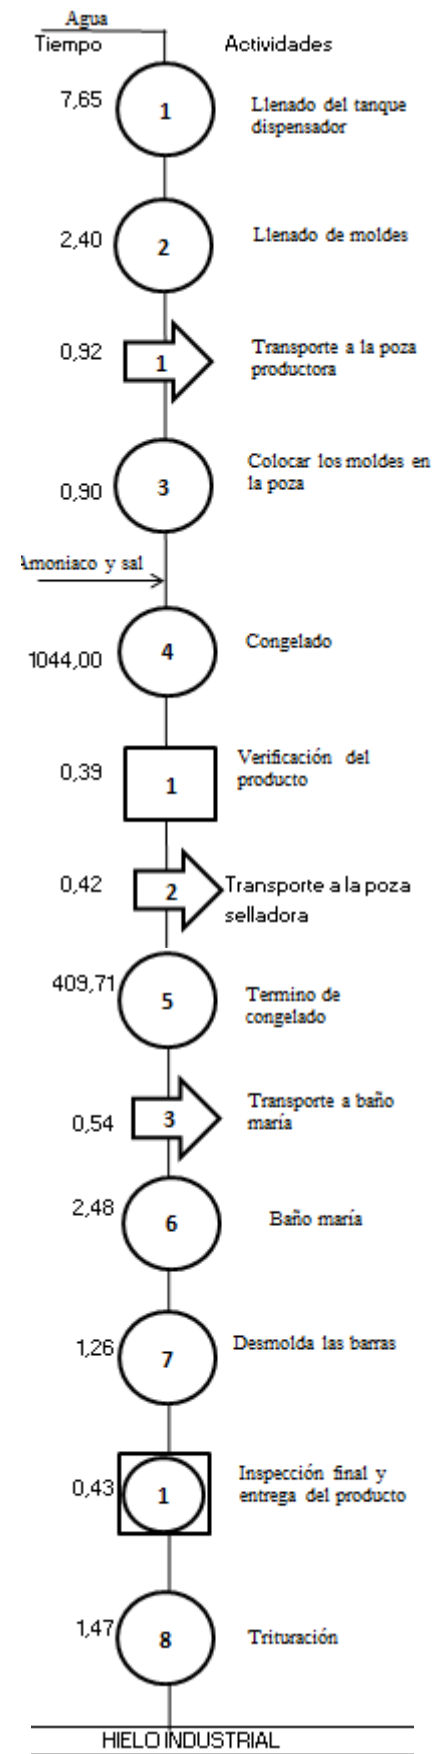 Agua
Tiempo Actividades
7,65 1 Llenado del tanque
dispensador
2,40 2 Llenado de moldes
0,92 1 Transporte a la poza
productora
0,90 3 Colocar los moldes en
la poza
Amoniaco y sal
1044,00 4 Congelado
0,39 1 Verificación del
producto
0,42 2 Transporte a la poza
selladora
409,71 5 Termino de
congelado
0,54 3 Transporte a baño
maría
2,48 6 Baño maría
1,26 7 Desmolda las barras
0,43 1 Inspección final y
entrega del producto
1,47 8 Trituración
HIELO INDUSTRIAL